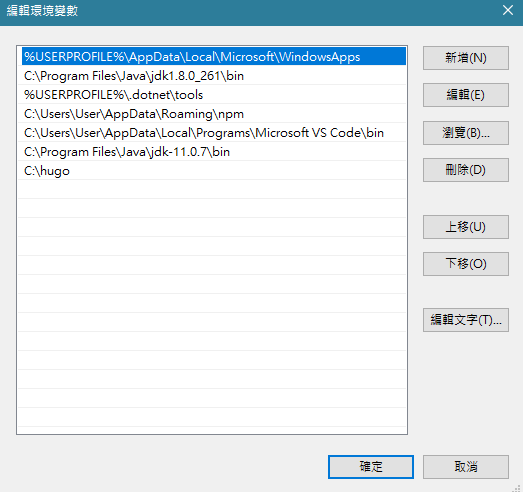 編輯環境變數
%USERPROFILE%\AppData\Local\Microsoft\WindowsApps
C:\Program Files\Java\jdk1.8.0_261\bin
%USERPROFILE%\.dotnet\tools
C:\Users\User\AppData\Roaming\npm
C:\Users\User\AppData\Local\Programs\Microsoft VS Code\bin
C:\Program Files\Java\jdk-11.0.7\bin
C:\hugo
新增(N)
編輯(E)
瀏覽(B)...
刪除(D)
上移(U)
下移(O)
編輯文字(T)...
確定
取消